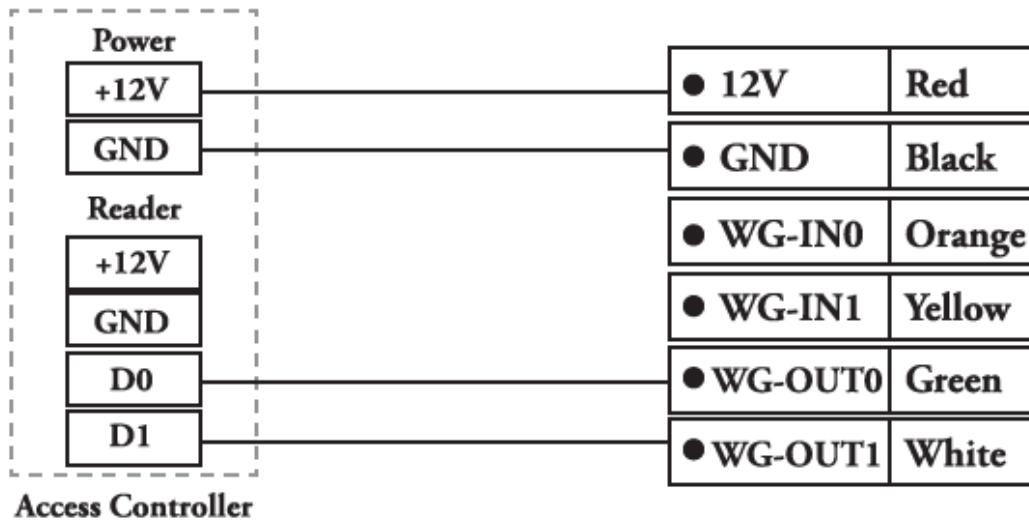 Power
+12V
GND
Reader
+12V
GND
D0
D1
Access Controller
12V Red
GND Black
WG-IN0 Orange
WG-IN1 Yellow
WG-OUT0 Green
WG-OUT1 White